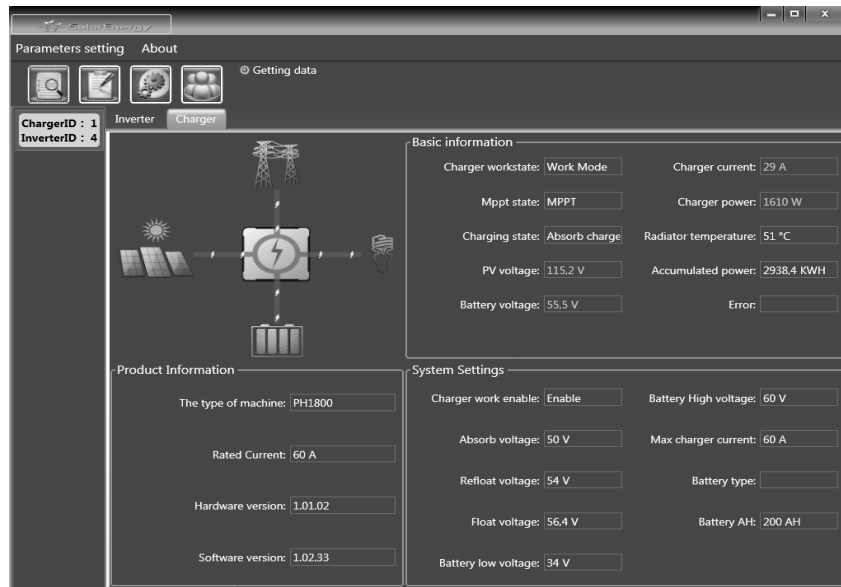 SolarEnergy
Parameters setting About
Getting data
ChargerID : 1
InverterID : 4
Inverter Charger
Basic information
Charger workstate: Work Mode
Charger current: 29 A
Mppt state: MPPT
Charger power: 1610 W
Charging state: Absorb charge
Radiator temperature: 51 °C
PV voltage: 115,2 V
Accumulated power: 2938,4 KWH
Battery voltage: 55,5 V
Error:
Product Information
The type of machine: PH1800
Rated Current: 60 A
Hardware version: 1.01.02
Software version: 1.02.33
System Settings
Charger work enable: Enable
Battery High voltage: 60 V
Absorb voltage: 50 V
Max charger current: 60 A
Refloat voltage: 54 V
Battery type:
Float voltage: 56,4 V
Battery AH: 200 AH
Battery low voltage: 34 V